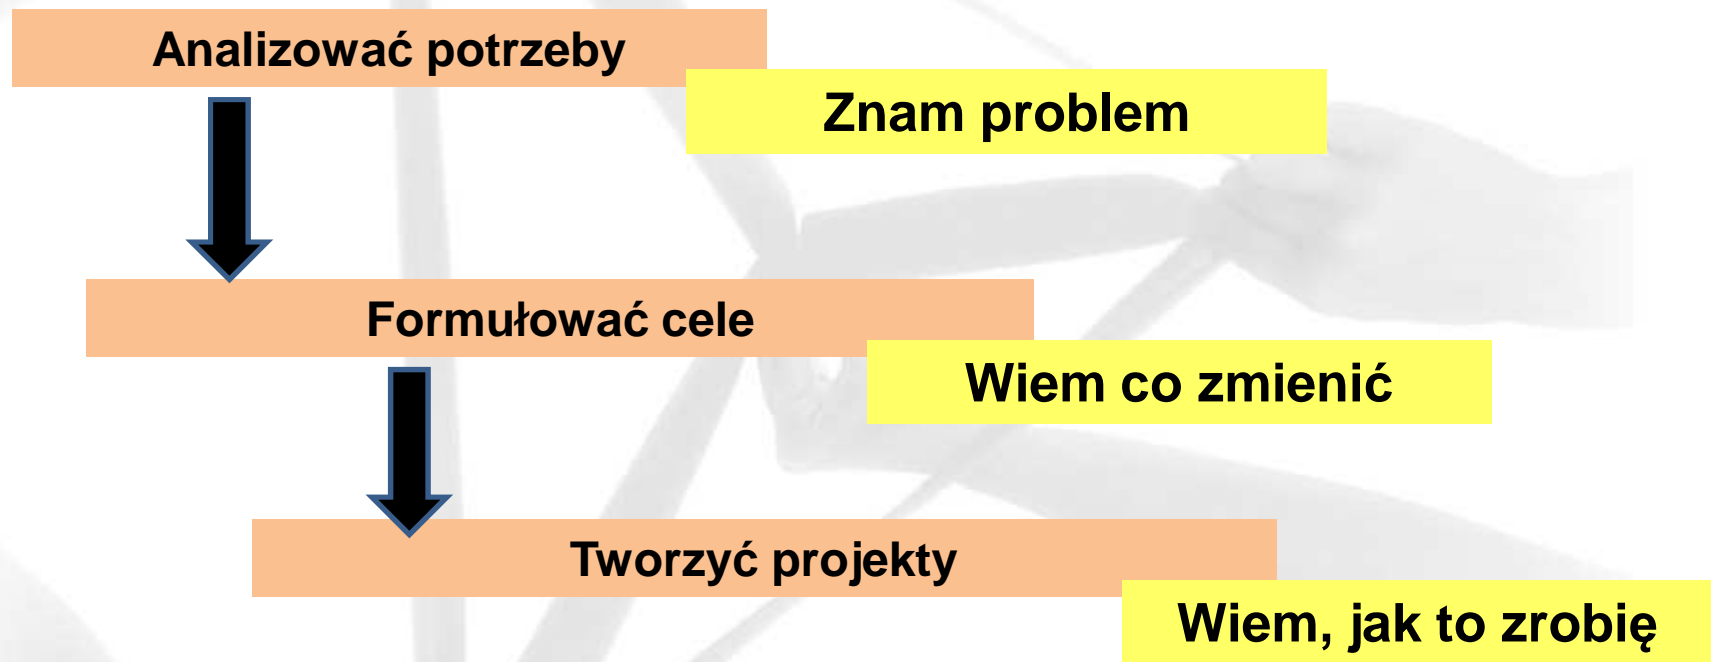 Analizować potrzeby
Znam problem
Formułować cele
Wiem co zmienić
Tworzyć projekty
Wiem, jak to zrobię